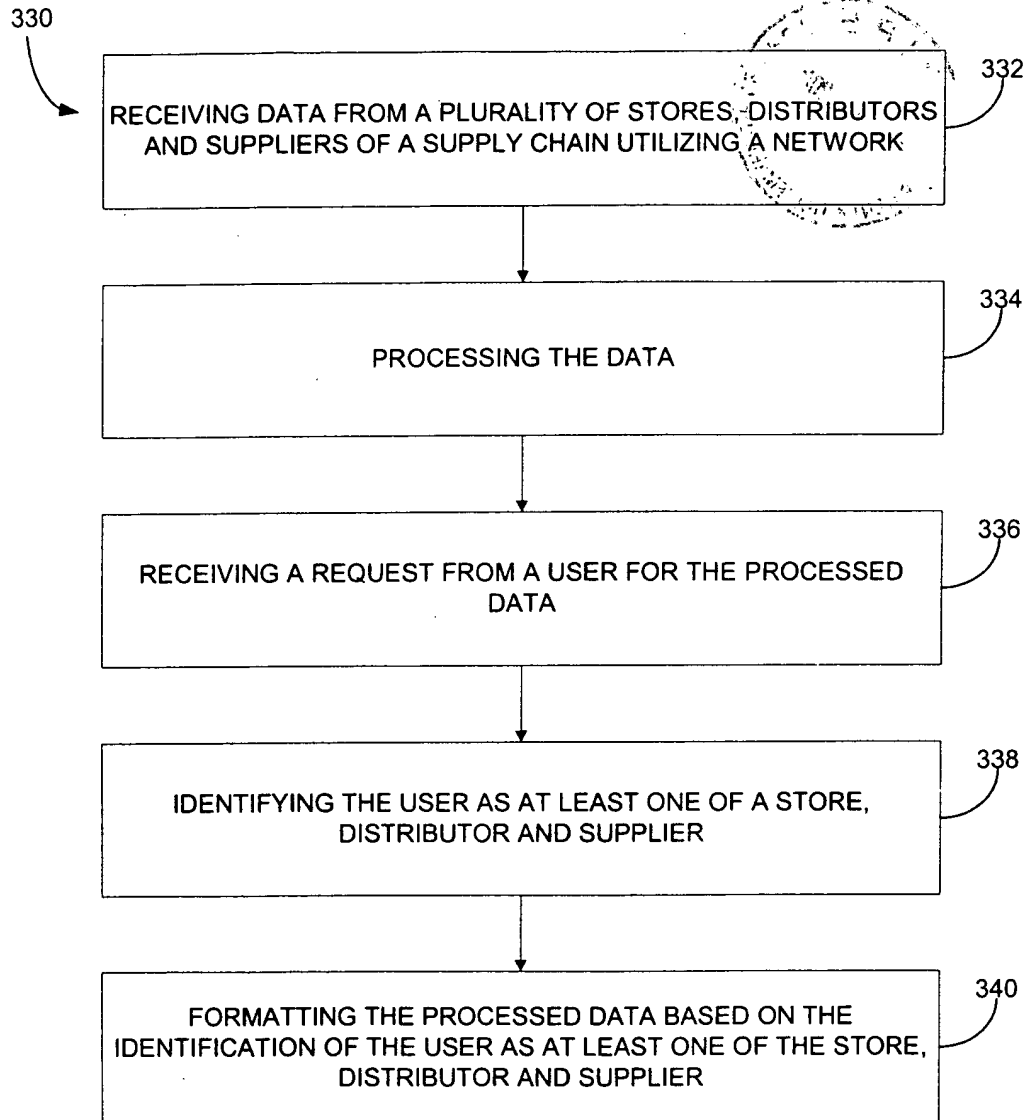 330
332
RECEIVING DATA FROM A PLURALITY OF STORES, DISTRIBUTORS
AND SUPPLIERS OF A SUPPLY CHAIN UTILIZING A NETWORK
334
PROCESSING THE DATA
336
RECEIVING A REQUEST FROM A USER FOR THE PROCESSED
DATA
338
IDENTIFYING THE USER AS AT LEAST ONE OF A STORE,
DISTRIBUTOR AND SUPPLIER
340
FORMATTING THE PROCESSED DATA BASED ON THE
IDENTIFICATION OF THE USER AS AT LEAST ONE OF THE STORE,
DISTRIBUTOR AND SUPPLIER